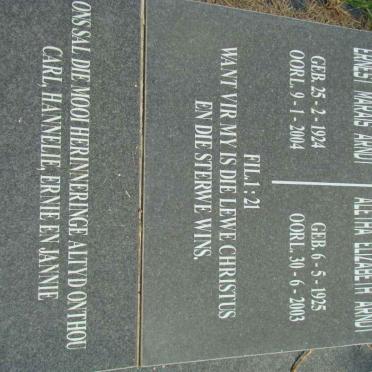 ERNEST MARAIS ARNDT
GEB. 25 - 2 - 1924
OORL. 9 - 1 - 2004
ALETHA ELIZABETH ARNDT
GEB. 6 - 5 - 1925
OORL. 30 - 6 - 2003
FIL.1 : 21
WANT VIR MY IS DIE LEWE CHRISTUS
EN DIE STERWE WINS.
ONS SAL DIE MOOI HERINNERINGE ALTYD ONTHOU
CARL, HANNELIE, ERNIE EN JANNIE